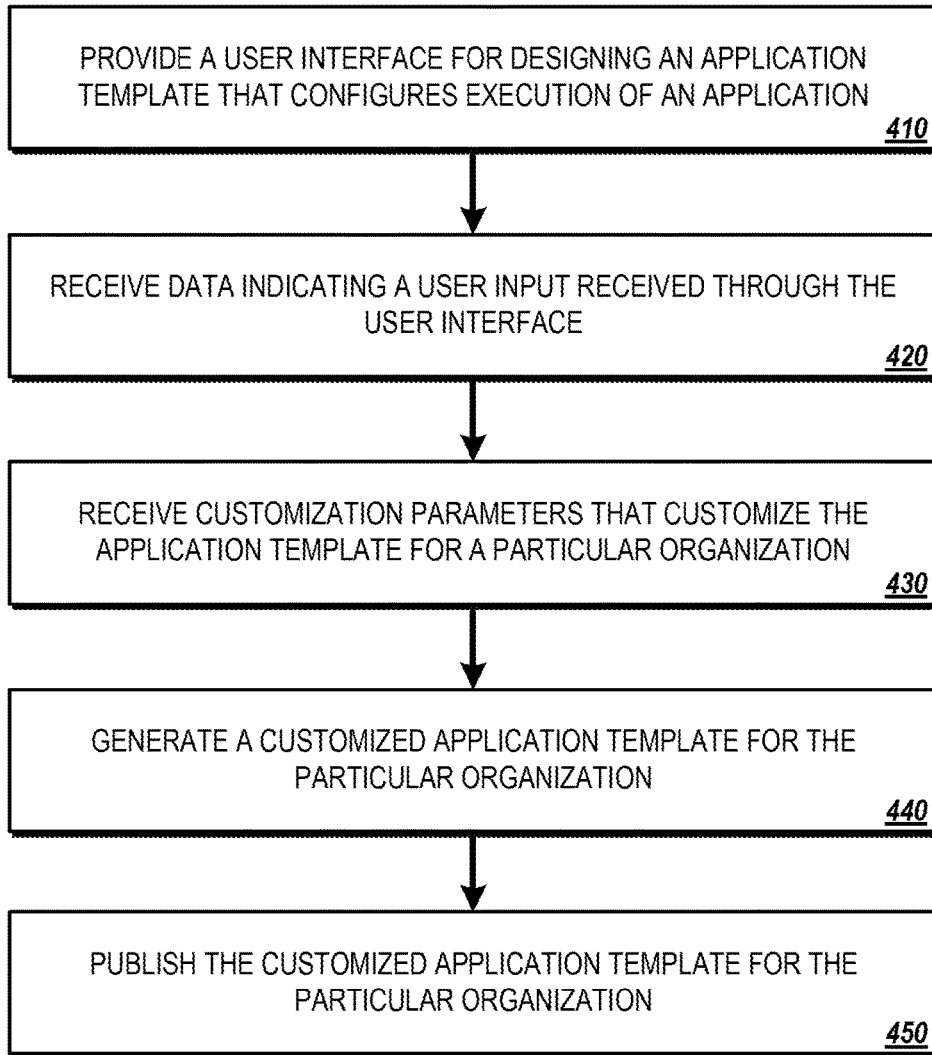 PROVIDE A USER INTERFACE FOR DESIGNING AN APPLICATION
TEMPLATE THAT CONFIGURES EXECUTION OF AN APPLICATION
410
RECEIVE DATA INDICATING A USER INPUT RECEIVED THROUGH THE
USER INTERFACE
420
RECEIVE CUSTOMIZATION PARAMETERS THAT CUSTOMIZE THE
APPLICATION TEMPLATE FOR A PARTICULAR ORGANIZATION
430
GENERATE A CUSTOMIZED APPLICATION TEMPLATE FOR THE
PARTICULAR ORGANIZATION
440
PUBLISH THE CUSTOMIZED APPLICATION TEMPLATE FOR THE
PARTICULAR ORGANIZATION
450